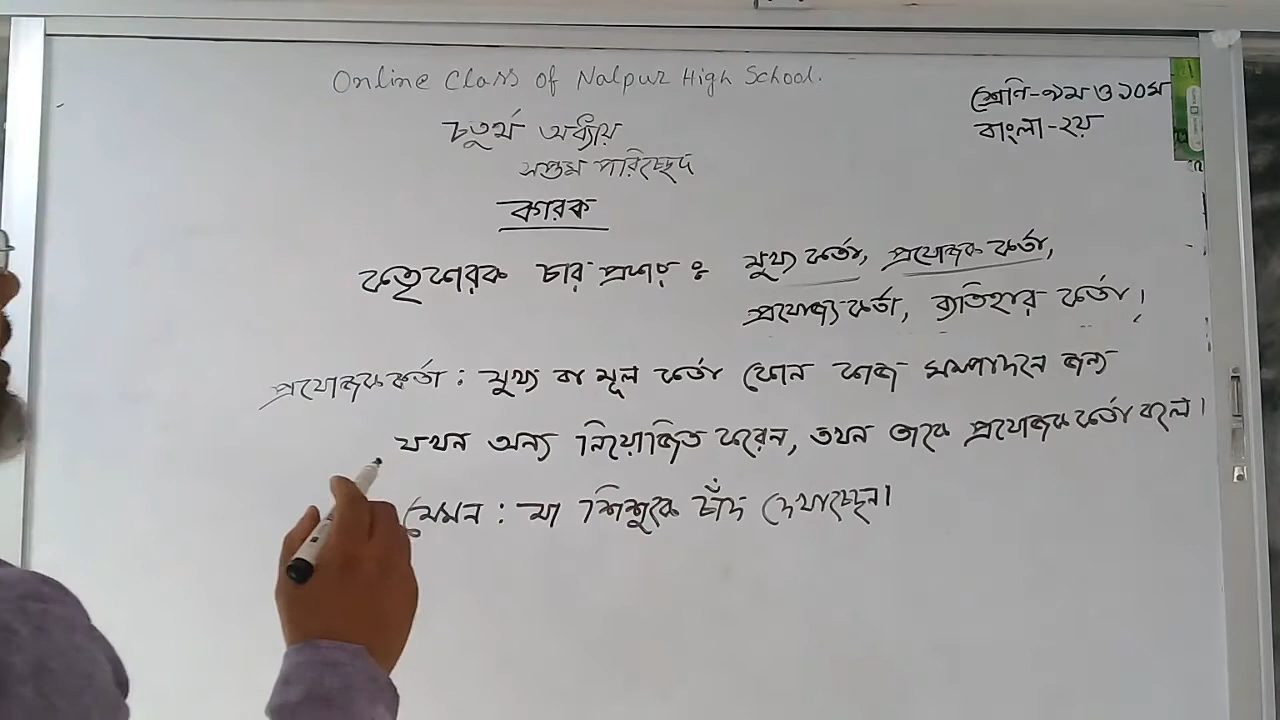 Online Class of Nalpur High School.
শ্রেণি-৯ম ও ১০ম
বাংলা-২য়
চতুর্থ অধ্যায়
সপ্তম পরিচ্ছেদ
কারক
কর্তৃকারক চার প্রকার : মুখ্য কর্তা, প্রযোজক কর্তা,
প্রযোজ্য কর্তা, ব্যতিহার কর্তা।
প্রযোজক কর্তা : মুখ্য বা মূল কর্তা কোন কাজ সম্পাদনে জন্য
যখন অন্য নিয়োজিত করেন, তখন তাকে প্রযোজক কর্তা বলে।
যেমন : মা শিশুকে চাঁদ দেখাচ্ছেন।